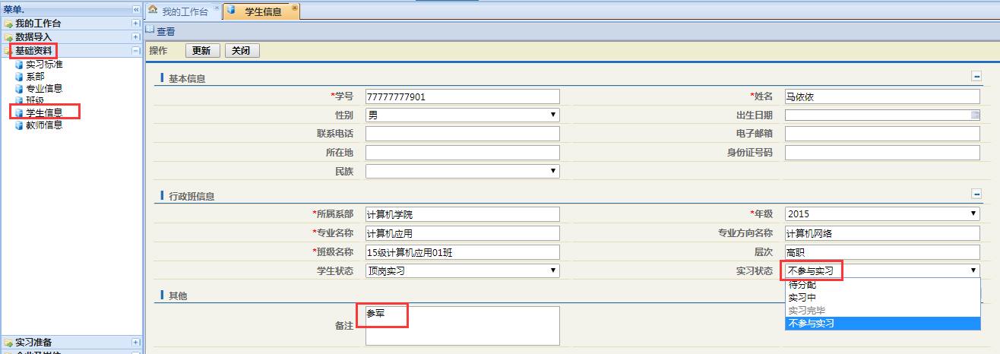 菜单.
我的工作台
数据导入
基础资料
实习标准
系部
专业信息
班级
学生信息
教师信息
实习准备
我的工作台 学生信息
查看
操作 更新 关闭
基本信息
*学号 77777777901 *姓名 马依依
性别 男 出生日期
联系电话 电子邮箱
所在地 身份证号码
民族
行政班信息
*所属系部 计算机学院 *年级 2015
*专业名称 计算机应用 专业方向名称 计算机网络
*班级名称 15级计算机应用01班 层次 高职
学生状态 顶岗实习 实习状态 不参与实习
待分配
实习中
实习完毕
不参与实习
其他
备注 参军